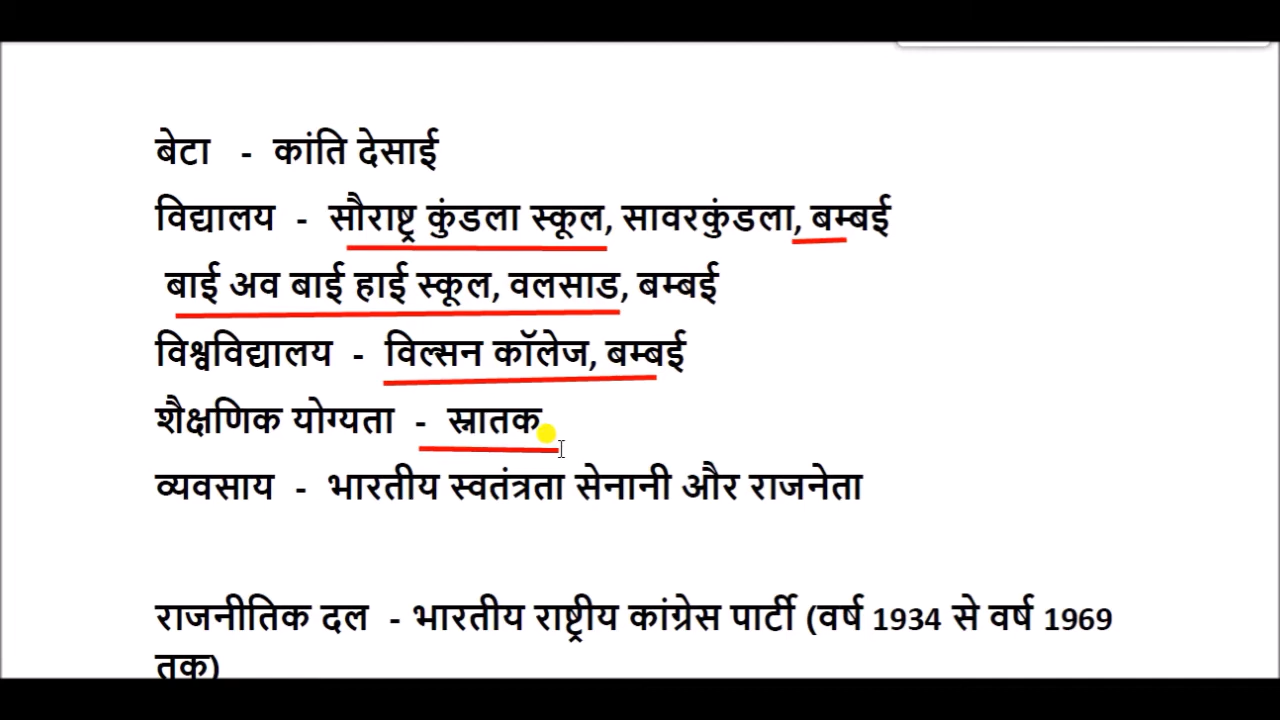 बेटा - कांति देसाई
विद्यालय - सौराष्ट्र कुंडला स्कूल, सावरकुंडला, बम्बई
बाई अव बाई हाई स्कूल, वलसाड, बम्बई
विश्वविद्यालय - विल्सन कॉलेज, बम्बई
शैक्षणिक योग्यता - स्नातक
व्यवसाय - भारतीय स्वतंत्रता सेनानी और राजनेता
राजनीतिक दल - भारतीय राष्ट्रीय कांग्रेस पार्टी (वर्ष 1934 से वर्ष 1969
तक)